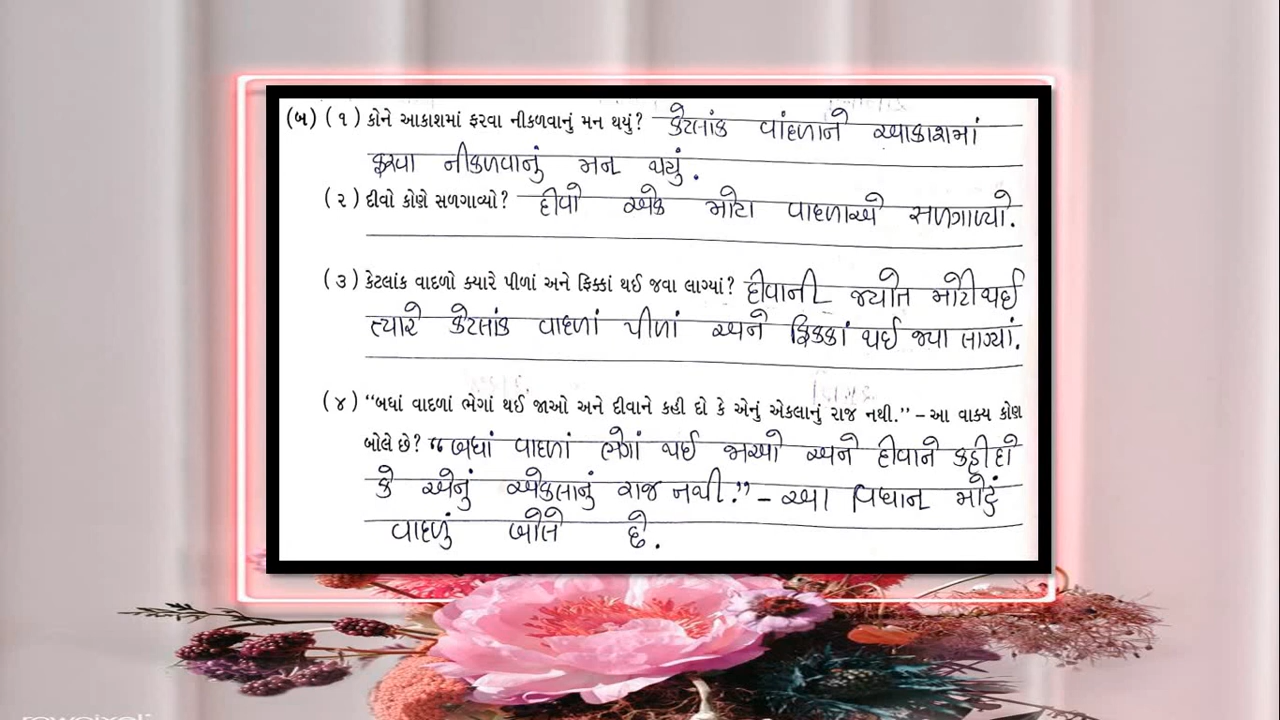 (બ) (૧) કોને આકાશમાં ફરવા નીકળવાનું મન થયું? કેટલાંક વાંદળાને આકાશમાં
ફરવા નીકળવાનું મન થયું.
(૨) દીવો કોણે સળગાવ્યો? દીવો એક મોટા વાદળાએ સળગાવ્યો.
(૩) કેટલાંક વાદળો ક્યારે પીળાં અને ફિક્કાં થઈ જવા લાગ્યાં? દીવાની જ્યોત મોટી થઈ
ત્યારે કેટલાંક વાદળાં પીળાં અને ફિક્કાં થઈ જવા લાગ્યાં.
(૪) “બધાં વાદળાં ભેગાં થઈ જાઓ અને દીવાને કહી દો કે એનું એકલાનું રાજ નથી.” – આ વાક્ય કોણ
બોલે છે? “બધાં વાદળાં ભેગાં થઈ જાઓ અને દીવાને કહી દો
કે એનું એકલાનું રાજ નથી.” – આ વિધાન મોટું
વાદળું બોલે છે.